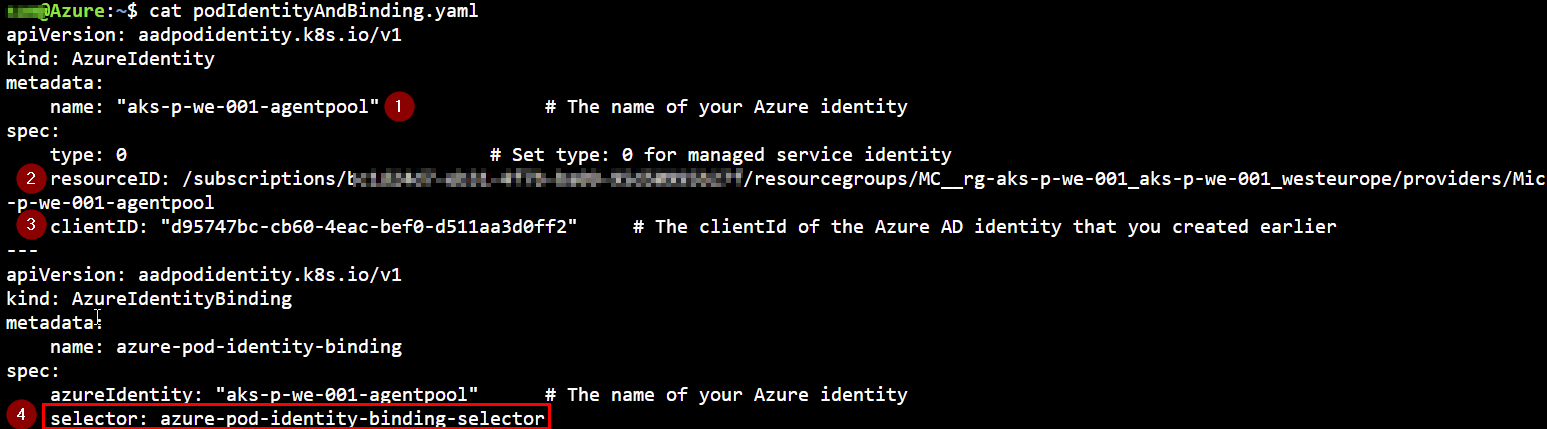 @Azure:~$ cat podIdentityAndBinding.yaml
apiVersion: aadpodidentity.k8s.io/v1
kind: AzureIdentity
metadata:
    name: "aks-p-we-001-agentpool" 1 # The name of your Azure identity
spec:
    type: 0 # Set type: 0 for managed service identity
2 resourceID: /subscriptions/ /resourcegroups/MC__rg-aks-p-we-001_aks-p-we-001_westeurope/providers/Mic
-p-we-001-agentpool
3 clientID: "d95747bc-cb60-4eac-bef0-d511aa3d0ff2" # The clientId of the Azure AD identity that you created earlier
---
apiVersion: aadpodidentity.k8s.io/v1
kind: AzureIdentityBinding
metadata:
    name: azure-pod-identity-binding
spec:
    azureIdentity: "aks-p-we-001-agentpool" # The name of your Azure identity
4 selector: azure-pod-identity-binding-selector